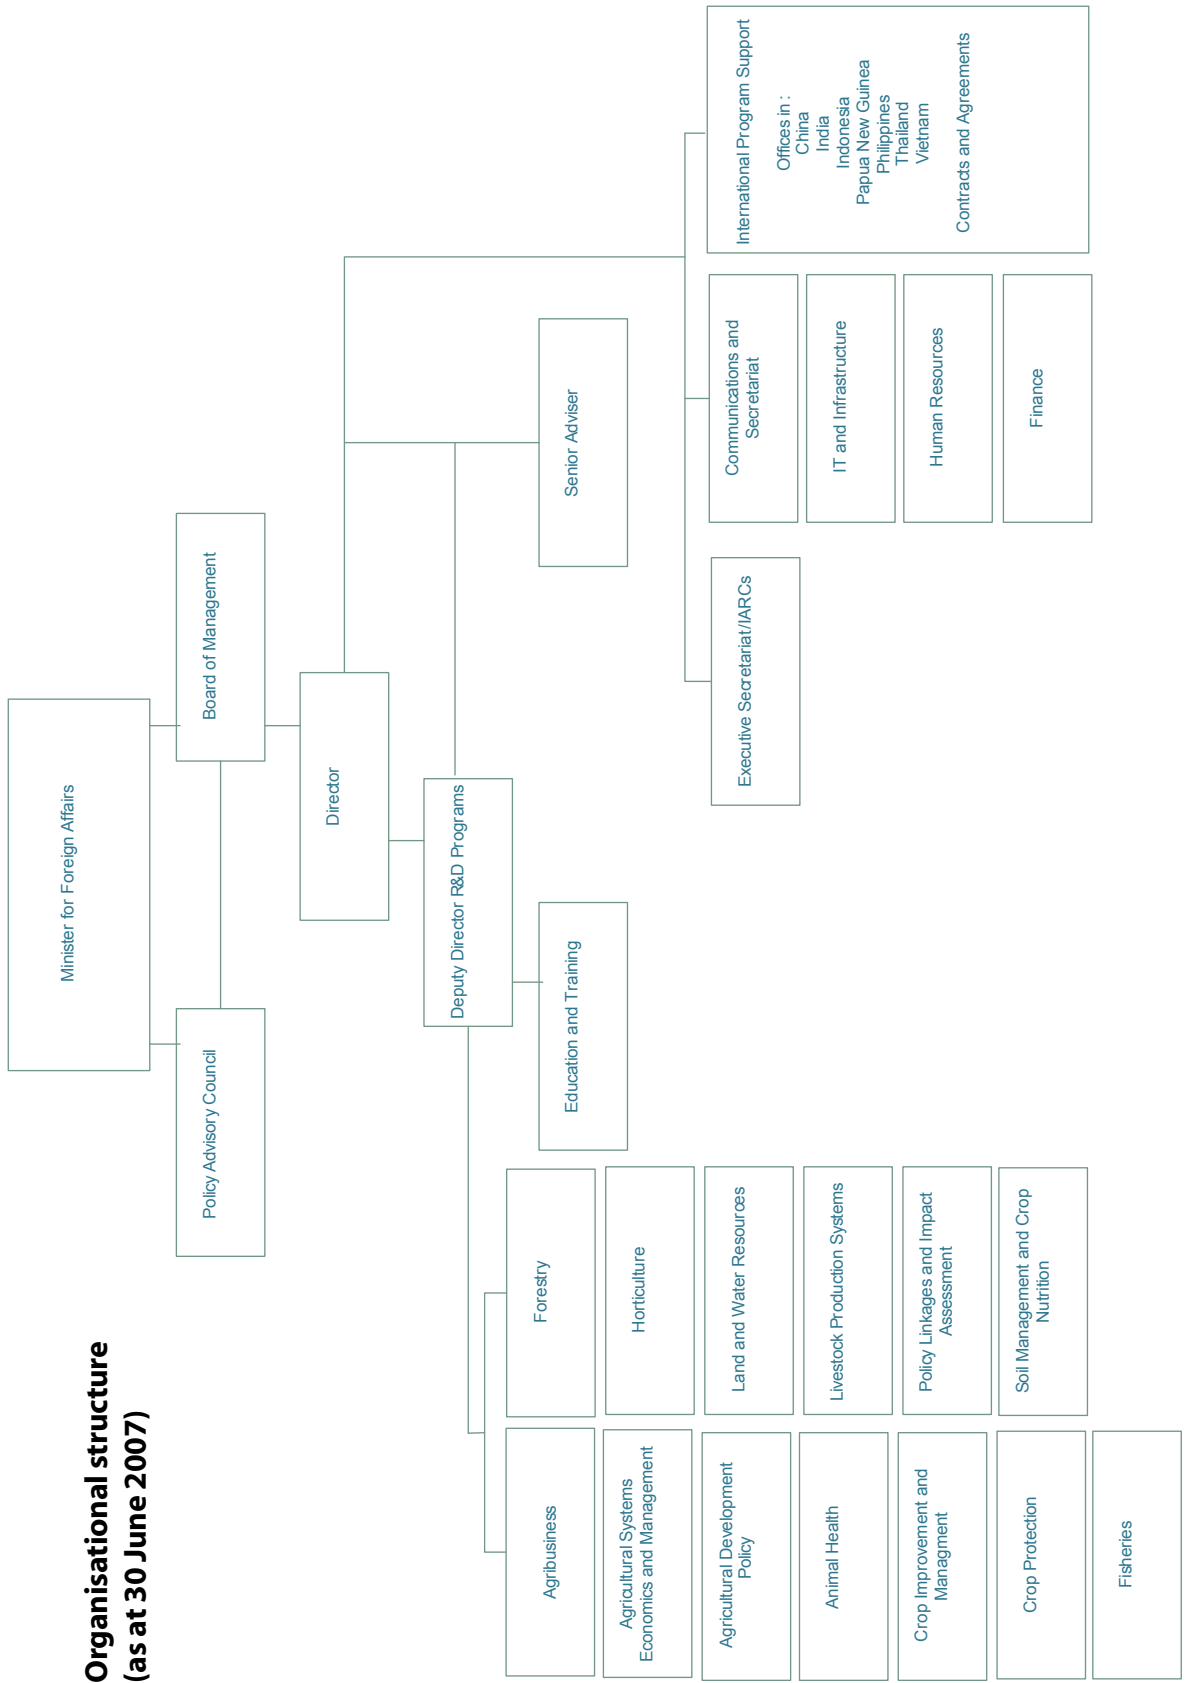 Organisational structure
(as at 30 June 2007)
Minister for Foreign Affairs
Policy Advisory Council
Board of Management
Director
Deputy Director R&D Programs
Education and Training
Senior Adviser
Agribusiness
Agricultural Systems
Economics and Management
Agricultural Development
Policy
Animal Health
Crop Improvement and
Managment
Crop Protection
Fisheries
Forestry
Horticulture
Land and Water Resources
Livestock Production Systems
Policy Linkages and Impact
Assessment
Soil Management and Crop
Nutrition
Executive Secretariat/IARCs
Communications and
Secretariat
IT and Infrastructure
Human Resources
Finance
International Program Support
Offices in :
China
India
Indonesia
Papua New Guinea
Philippines
Thailand
Vietnam
Contracts and Agreements